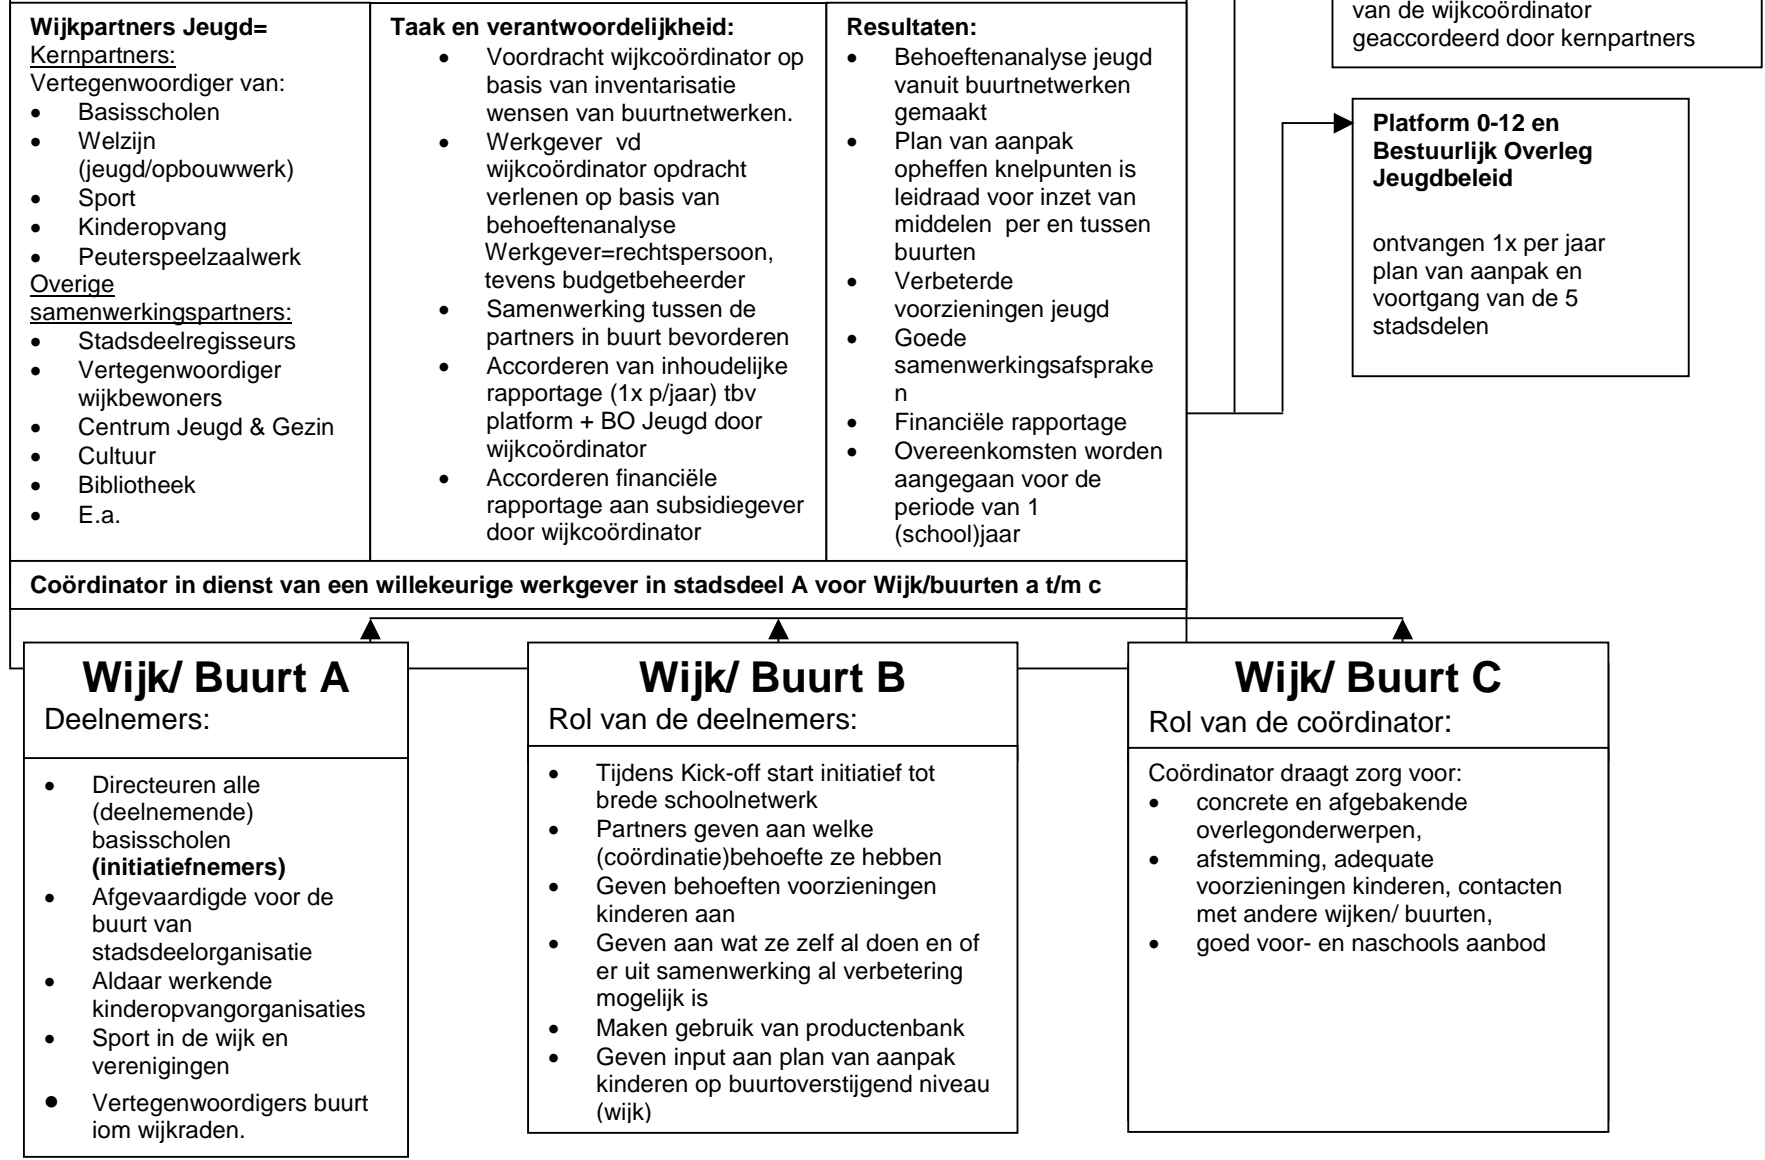 Wijkpartners Jeugd=
Kernpartners:
Vertegenwoordiger van:
• Basisscholen
• Welzijn
(jeugd/opbouwwerk)
• Sport
• Kinderopvang
• Peuterspeelzaalwerk
Overige
samenwerkingspartners:
• Stadsdeelregisseurs
• Vertegenwoordiger
wijkbewoners
• Centrum Jeugd & Gezin
• Cultuur
• Bibliotheek
• E.a.
Taak en verantwoordelijkheid:
• Voordracht wijkcoördinator op
basis van inventarisatie
wensen van buurtnetwerken.
• Werkgever vd
wijkcoördinator opdracht
verlenen op basis van
behoeftenanalyse
Werkgever=rechtspersoon,
tevens budgetbeheerder
• Samenwerking tussen de
partners in buurt bevorderen
• Accorderen van inhoudelijke
rapportage (1x p/jaar) tbv
platform + BO Jeugd door
wijkcoördinator
• Accorderen financiële
rapportage aan subsidiegever
door wijkcoördinator
Resultaten:
• Behoeftenanalyse jeugd
vanuit buurtnetwerken
gemaakt
• Plan van aanpak
opheffen knelpunten is
leidraad voor inzet van
middelen per en tussen
buurten
• Verbeterde
voorzieningen jeugd
• Goede
samenwerkingsafsprake
n
• Financiële rapportage
• Overeenkomsten worden
aangegaan voor de
periode van 1
(school)jaar
van de wijkcoördinator
geaccordeerd door kernpartners
Platform 0-12 en
Bestuurlijk Overleg
Jeugdbeleid
ontvangen 1x per jaar
plan van aanpak en
voortgang van de 5
stadsdelen
Coördinator in dienst van een willekeurige werkgever in stadsdeel A voor Wijk/buurten a t/m c
Wijk/ Buurt A
Deelnemers:
• Directeuren alle
(deelnemende)
basisscholen
(initiatiefnemers)
• Afgevaardigde voor de
buurt van
stadsdeelorganisatie
• Aldaar werkende
kinderopvangorganisaties
• Sport in de wijk en
verenigingen
• Vertegenwoordigers buurt
iom wijkraden.
Wijk/ Buurt B
Rol van de deelnemers:
• Tijdens Kick-off start initiatief tot
brede schoolnetwerk
• Partners geven aan welke
(coördinatie)behoefte ze hebben
• Geven behoeften voorzieningen
kinderen aan
• Geven aan wat ze zelf al doen en of
er uit samenwerking al verbetering
mogelijk is
• Maken gebruik van productenbank
• Geven input aan plan van aanpak
kinderen op buurtoverstijgend niveau
(wijk)
Wijk/ Buurt C
Rol van de coördinator:
Coördinator draagt zorg voor:
• concrete en afgebakende
overlegonderwerpen,
• afstemming, adequate
voorzieningen kinderen, contacten
met andere wijken/ buurten,
• goed voor- en naschools aanbod